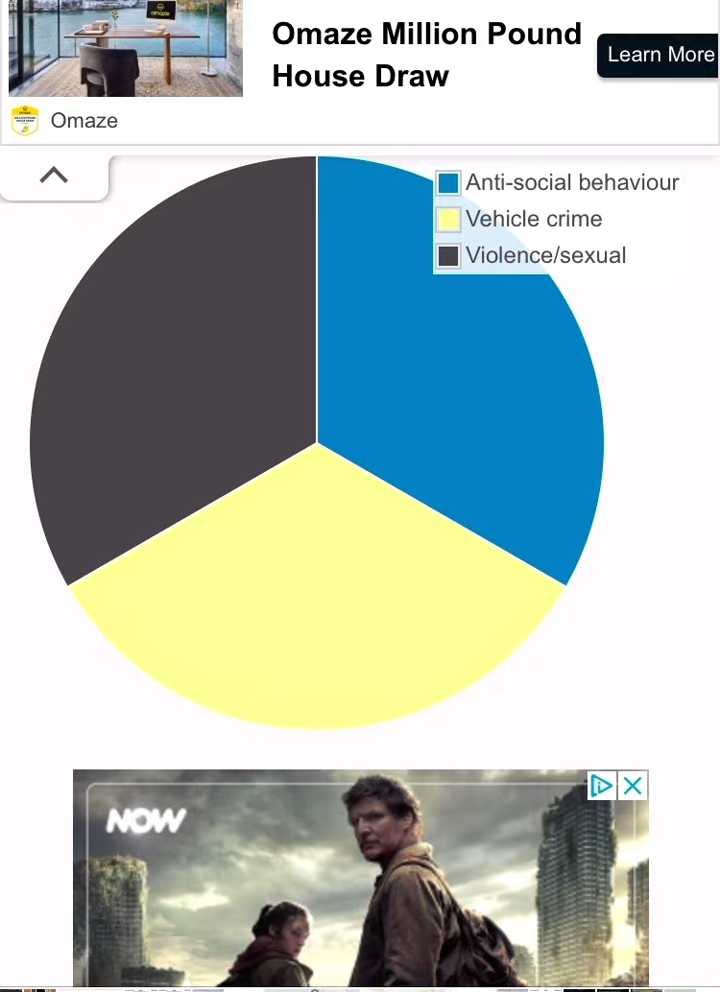 Omaze Million Pound
House Draw
Learn More
Omaze
Anti-social behaviour
Vehicle crime
Violence/sexual
NOW